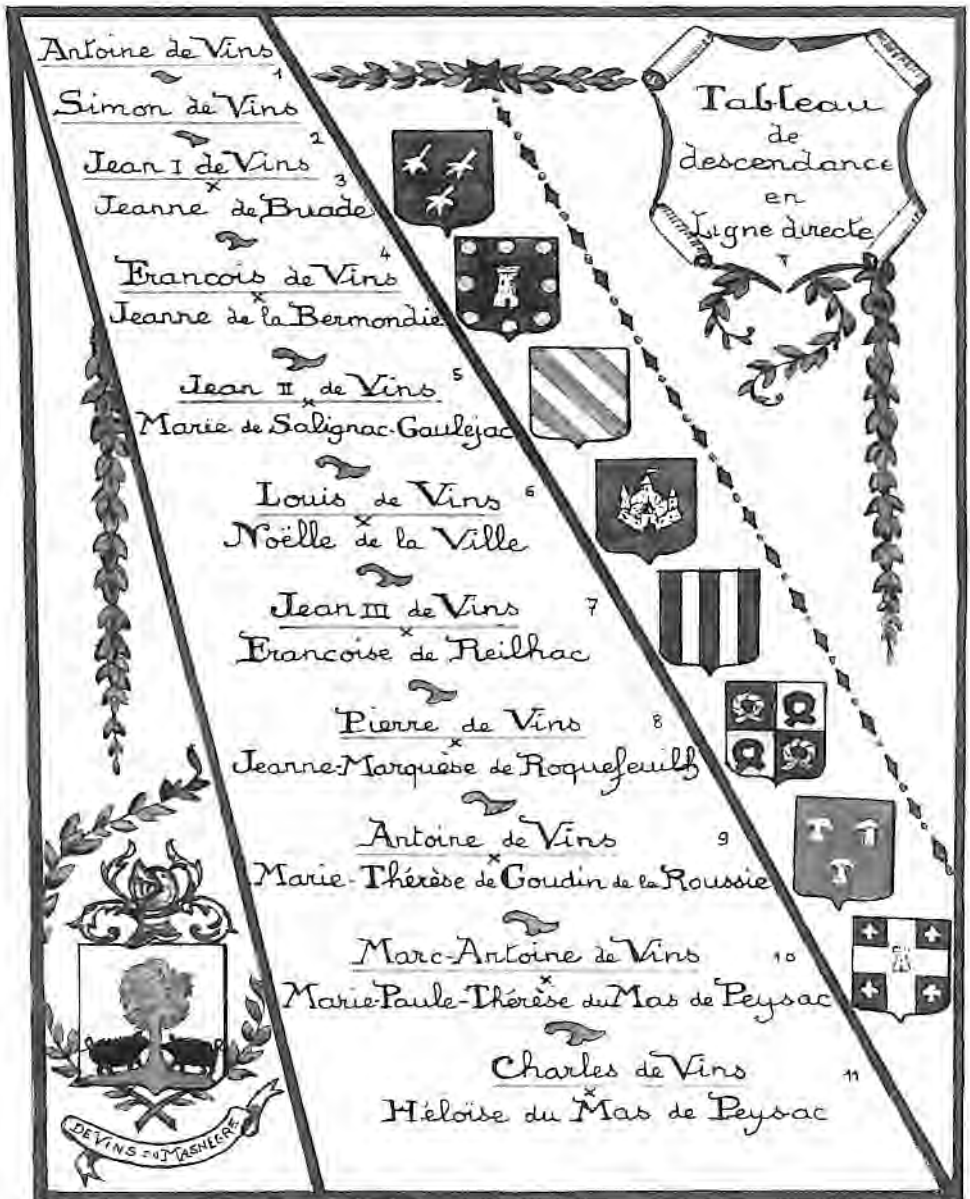 Antoine de Vins 1
Simon de Vins 2
Jean I de Vins 3
x
Jeanne de Buade
Francois de Vins 4
x
Jeanne de la Bermondie
Jean II de Vins 5
x
Marie de Salignac-Gaulejac
Louis de Vins 6
x
Noëlle de la Ville
Jean III de Vins 7
x
Francoise de Reilhac
Pierre de Vins 8
x
Jeanne-Marquèse de Roquefeuilh
Antoine de Vins 9
x
Marie-Thérèse de Goudin de la Roussie
Marc-Antoine de Vins 10
x
Marie-Paule-Thérèse du Mas de Peysac
Charles de Vins 11
x
Héloïse du Mas de Peysac
Tableau
de
descendance
en
Ligne directe
DE VINS MASNEGRE